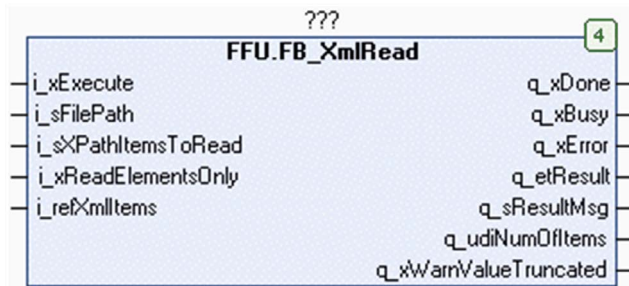 ???
4
FFU.FB_XmlRead
i_xExecute q_xDone
i_sFilePath q_xBusy
i_sXPathItemsToRead q_xError
i_xReadElementsOnly q_etResult
i_refXmlItems q_sResultMsg
q_udiNumOfItems
q_xWarnValueTruncated